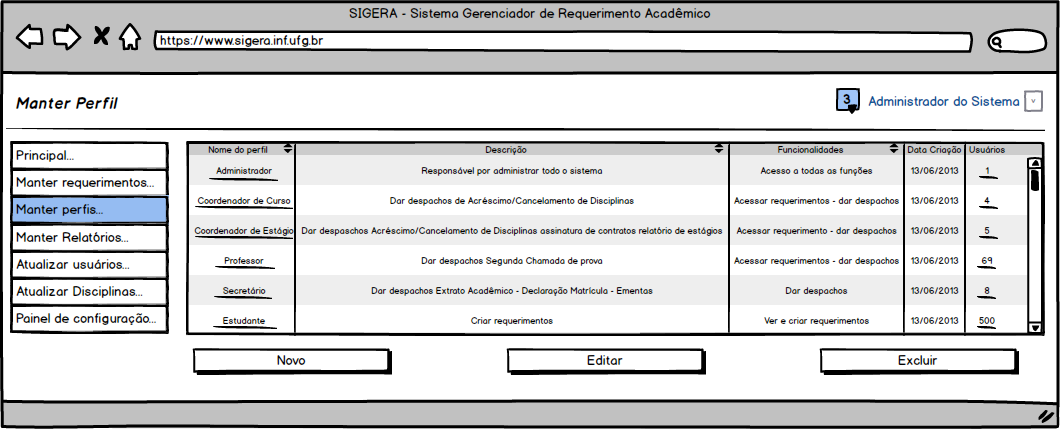 SIGERA - Sistema Gerenciador de Requerimento Acadêmico
https://www.sigera.inf.ufg.br
Manter Perfil
3 Administrador do Sistema
Principal...
Manter requerimentos...
Manter perfis...
Manter Relatórios...
Atualizar usuários...
Atualizar Disciplinas...
Painel de configuração...
Nome do perfil Descrição Funcionalidades Data Criação Usuários
Administrador Responsável por administrar todo o sistema Acesso a todas as funções 13/06/2013 1
Coordenador de Curso Dar despachos de Acréscimo/Cancelamento de Disciplinas Acessar requerimentos - dar despachos 13/06/2013 4
Coordenador de Estágio Dar despaschos Acréscimo/Cancelamento de Disciplinas assinatura de contratos relatório de estágios Acessar requerimento - dar despachos 13/06/2013 5
Professor Dar despachos Segunda Chamada de prova Acessar requerimentos - dar despachos 13/06/2013 69
Secretário Dar despachos Extrato Acadêmico - Declaração Matrícula - Ementas Dar despachos 13/06/2013 8
Estudante Criar requerimentos Ver e criar requerimentos 13/06/2013 500
Novo Editar Excluir